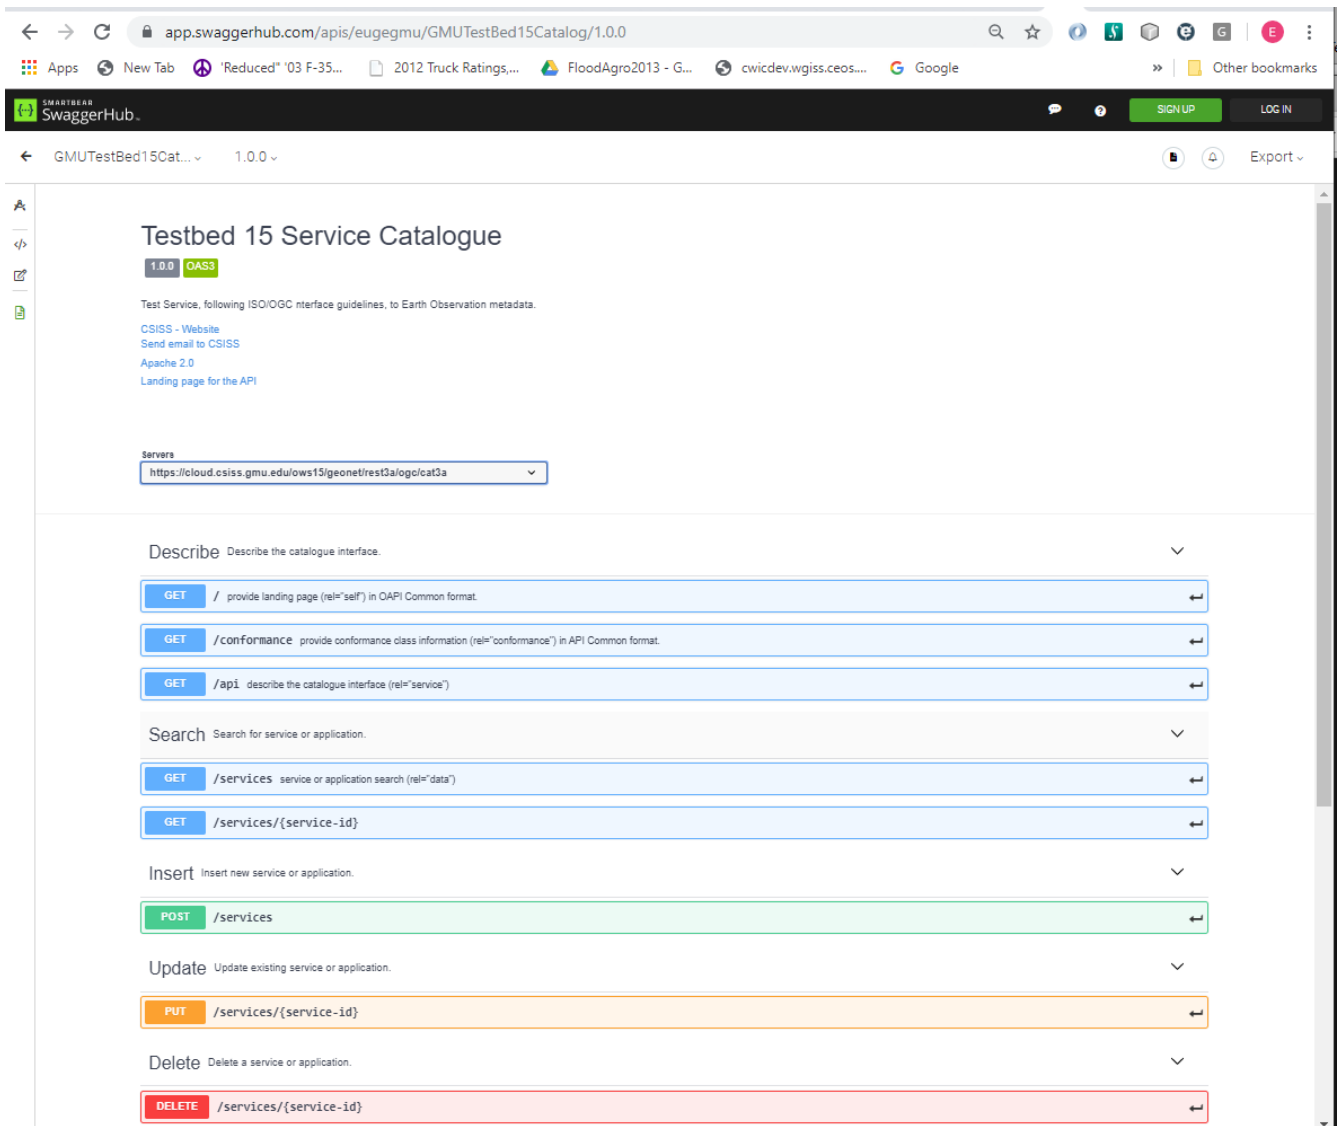 app.swaggerhub.com/apis/eugegmu/GMUTestBed15Catalog/1.0.0
E
Apps New Tab 'Reduced" '03 F-35... 2012 Truck Ratings,... FloodAgro2013 - G... cwicdev.wgiss.ceos.... Google » Other bookmarks
SMARTBEAR
SwaggerHub
SIGN UP LOG IN
GMUTestBed15Cat... 1.0.0 Export
Testbed 15 Service Catalogue
1.0.0 OAS3
Test Service, following ISO/OGC nterface guidelines, to Earth Observation metadata.
CSISS - Website
Send email to CSISS
Apache 2.0
Landing page for the API
Servers
https://cloud.csiss.gmu.edu/ows15/geonet/rest3a/ogc/cat3a
Describe Describe the catalogue interface.
GET / provide landing page (rel="self") in OAPI Common format.
GET /conformance provide conformance class information (rel="conformance") in API Common format.
GET /api describe the catalogue interface (rel="service")
Search Search for service or application.
GET /services service or application search (rel="data")
GET /services/{service-id}
Insert Insert new service or application.
POST /services
Update Update existing service or application.
PUT /services/{service-id}
Delete Delete a service or application.
DELETE /services/{service-id}